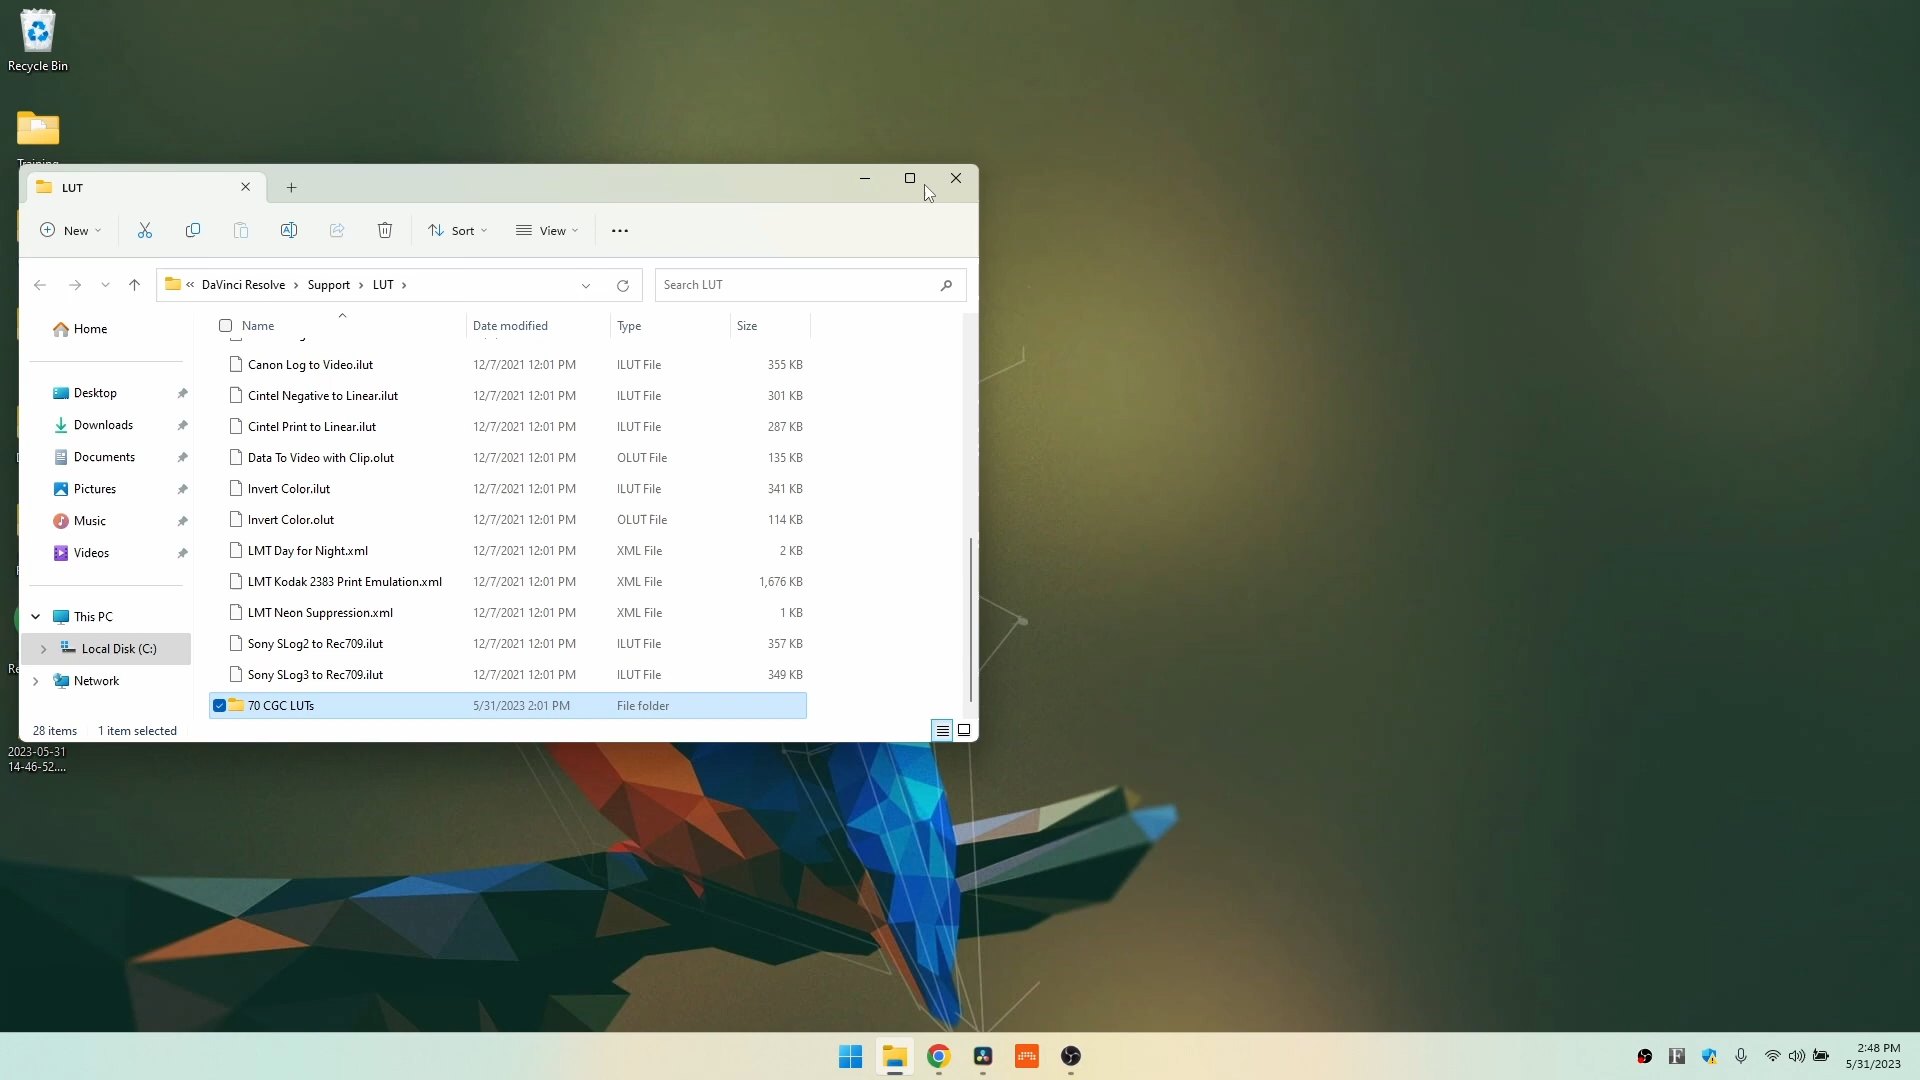 Recycle Bin
Training
LUT
New
Sort
View
« DaVinci Resolve > Support > LUT >
Search LUT
Name
Date modified
Type
Size
Home
Desktop
Downloads
Documents
Pictures
Music
Videos
This PC
Local Disk (C:)
Network
Canon Log to Video.ilut 12/7/2021 12:01 PM ILUT File 355 KB
Cintel Negative to Linear.ilut 12/7/2021 12:01 PM ILUT File 301 KB
Cintel Print to Linear.ilut 12/7/2021 12:01 PM ILUT File 287 KB
Data To Video with Clip.olut 12/7/2021 12:01 PM OLUT File 135 KB
Invert Color.ilut 12/7/2021 12:01 PM ILUT File 341 KB
Invert Color.olut 12/7/2021 12:01 PM OLUT File 114 KB
LMT Day for Night.xml 12/7/2021 12:01 PM XML File 2 KB
LMT Kodak 2383 Print Emulation.xml 12/7/2021 12:01 PM XML File 1,676 KB
LMT Neon Suppression.xml 12/7/2021 12:01 PM XML File 1 KB
Sony SLog2 to Rec709.ilut 12/7/2021 12:01 PM ILUT File 357 KB
Sony SLog3 to Rec709.ilut 12/7/2021 12:01 PM ILUT File 349 KB
70 CGC LUTs 5/31/2023 2:01 PM File folder
28 items
1 item selected
2023-05-31
14-46-52....
2:48 PM
5/31/2023